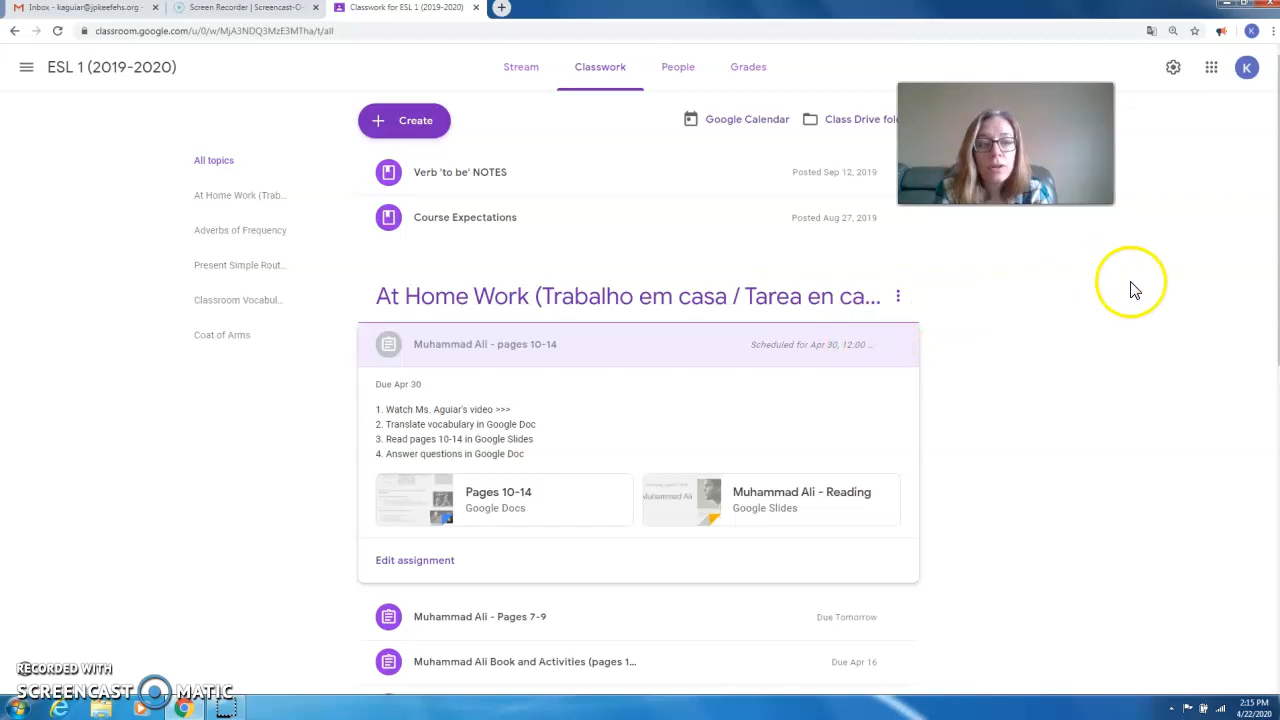 Inbox - kaguiar@jpkeefehs.org
Screen Recorder | Screencast-O
Classwork for ESL 1 (2019-2020)
classroom.google.com/u/0/w/MjA3NDQ3MzE3MTha/t/all
K
ESL 1 (2019-2020)
Stream
Classwork
People
Grades
K
Create
Google Calendar
Class Drive fol
All topics
At Home Work (Trab...
Adverbs of Frequency
Present Simple Rout...
Classroom Vocabul...
Coat of Arms
Verb 'to be' NOTES
Posted Sep 12, 2019
Course Expectations
Posted Aug 27, 2019
At Home Work (Trabalho em casa / Tarea en ca...
Muhammad Ali - pages 10-14
Scheduled for Apr 30, 12:00 ...
Due Apr 30
1. Watch Ms. Aguiar's video >>>
2. Translate vocabulary in Google Doc
3. Read pages 10-14 in Google Slides
4. Answer questions in Google Doc
Pages 10-14
Google Docs
Muhammad Ali
Muhammad Ali - Reading
Google Slides
Edit assignment
Muhammad Ali - Pages 7-9
Due Tomorrow
Muhammad Ali Book and Activities (pages 1...
Due Apr 16
RECORDED WITH
SCREENCAST MATIC
2:15 PM
4/22/2020